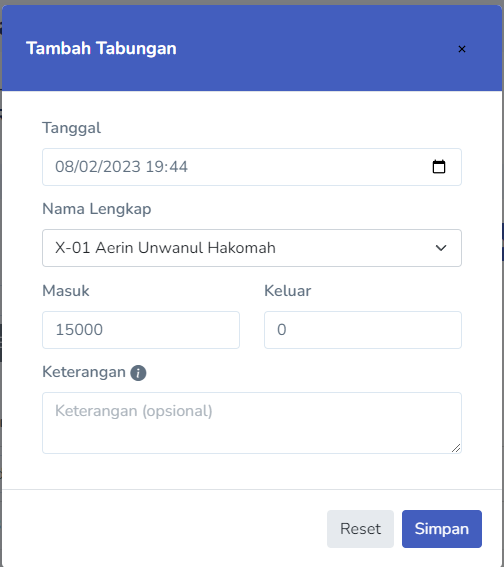 Tambah Tabungan
×
Tanggal
08/02/2023 19:44
Nama Lengkap
X-01 Aerin Unwanul Hakomah
Masuk Keluar
15000 0
Keterangan i
Keterangan (opsional)
Reset Simpan